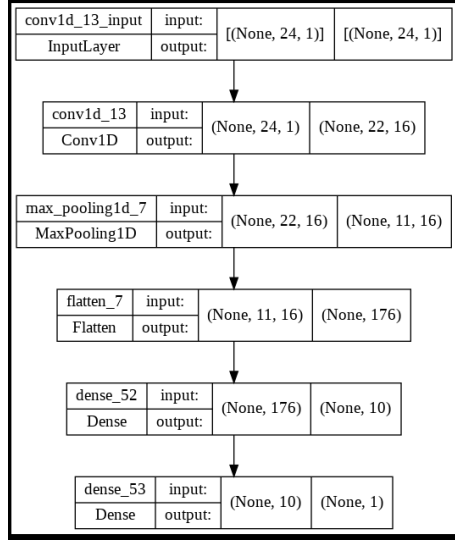 conv1d_13_input input: [(None, 24, 1)] [(None, 24, 1)]
InputLayer output:
conv1d_13 input: (None, 24, 1) (None, 22, 16)
Conv1D output:
max_pooling1d_7 input: (None, 22, 16) (None, 11, 16)
MaxPooling1D output:
flatten_7 input: (None, 11, 16) (None, 176)
Flatten output:
dense_52 input: (None, 176) (None, 10)
Dense output:
dense_53 input: (None, 10) (None, 1)
Dense output: